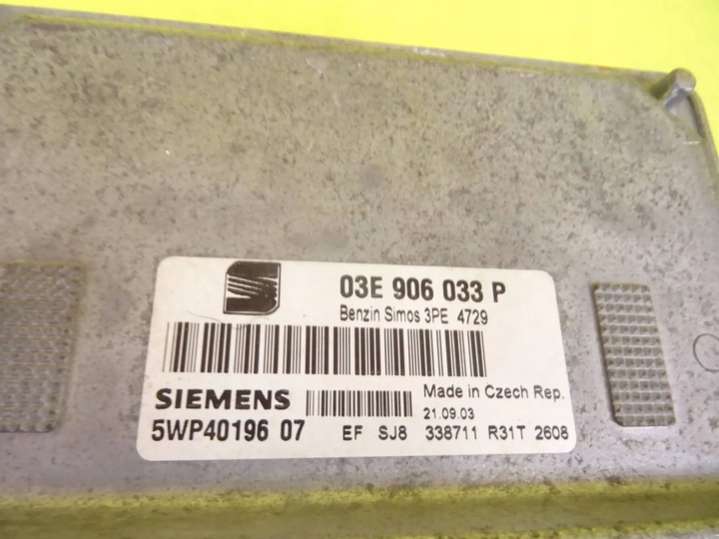 03E 906 033 P
Benzin Simos 3PE 4729
SIEMENS
Made in Czech Rep.
21.09.03
5WP40196 07
EF SJ8 338711 R31T 2608